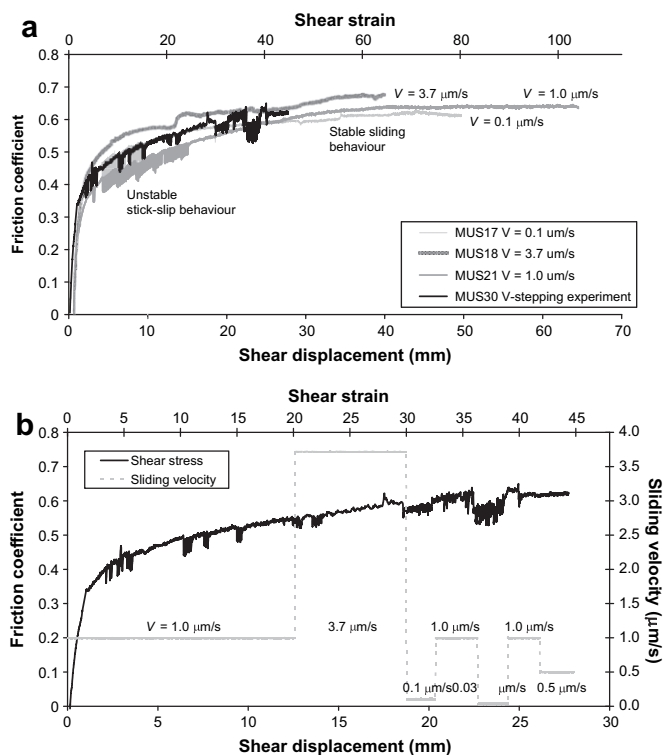 a
Shear strain
0 20 40 60 80 100
0.8
0.7
0.6
0.5
0.4
0.3
0.2
0.1
0
Friction coefficient
V = 3.7 μm/s
V = 1.0 μm/s
V = 0.1 μm/s
Stable sliding
behaviour
Unstable
stick-slip behaviour
MUS17 V = 0.1 um/s
MUS18 V = 3.7 um/s
MUS21 V = 1.0 um/s
MUS30 V-stepping experiment
0 10 20 30 40 50 60 70
Shear displacement (mm)
b
Shear strain
0 5 10 15 20 25 30 35 40 45
0.8
0.7
0.6
0.5
0.4
0.3
0.2
0.1
0
Friction coefficient
Shear stress
Sliding velocity
4.0
3.5
3.0
2.5
2.0
1.5
1.0
0.5
0.0
Sliding velocity (μm/s)
V = 1.0 μm/s
3.7 μm/s
1.0 μm/s
1.0 μm/s
0.1 μm/s
0.03 μm/s
0.5 μm/s
0 5 10 15 20 25 30
Shear displacement (mm)